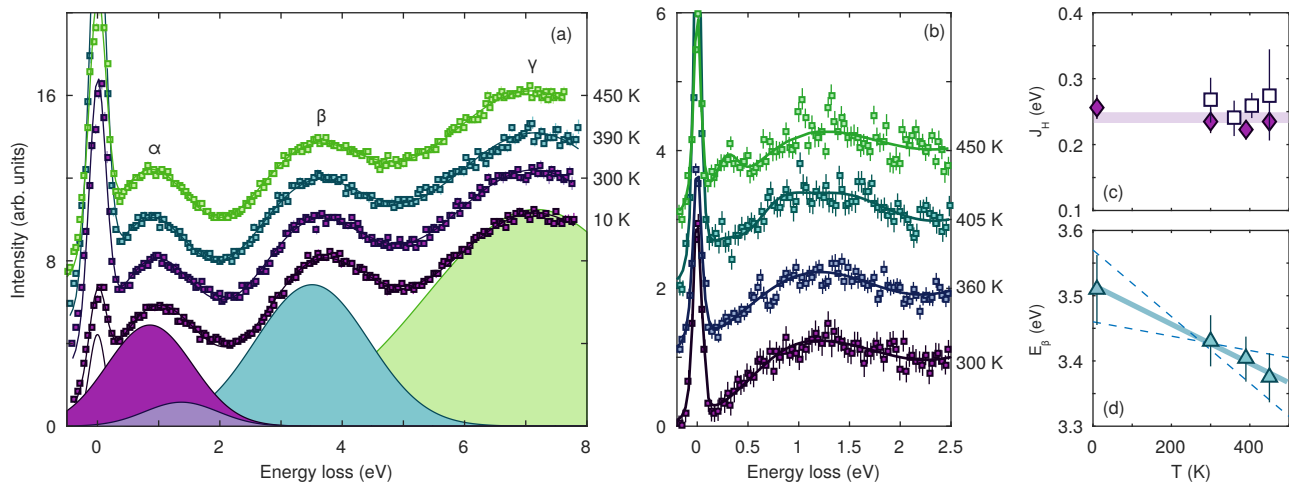 (a)
α
β
γ
450 K
390 K
300 K
10 K
16
8
0
Intensity (arb. units)
0 2 4 6 8
Energy loss (eV)
(b)
6
4
2
0
450 K
405 K
360 K
300 K
0 0.5 1 1.5 2 2.5
Energy loss (eV)
0.4
0.3
0.2
0.1
J_H (eV)
(c)
3.6
3.5
3.4
3.3
E_β (eV)
(d)
0 200 400
T (K)